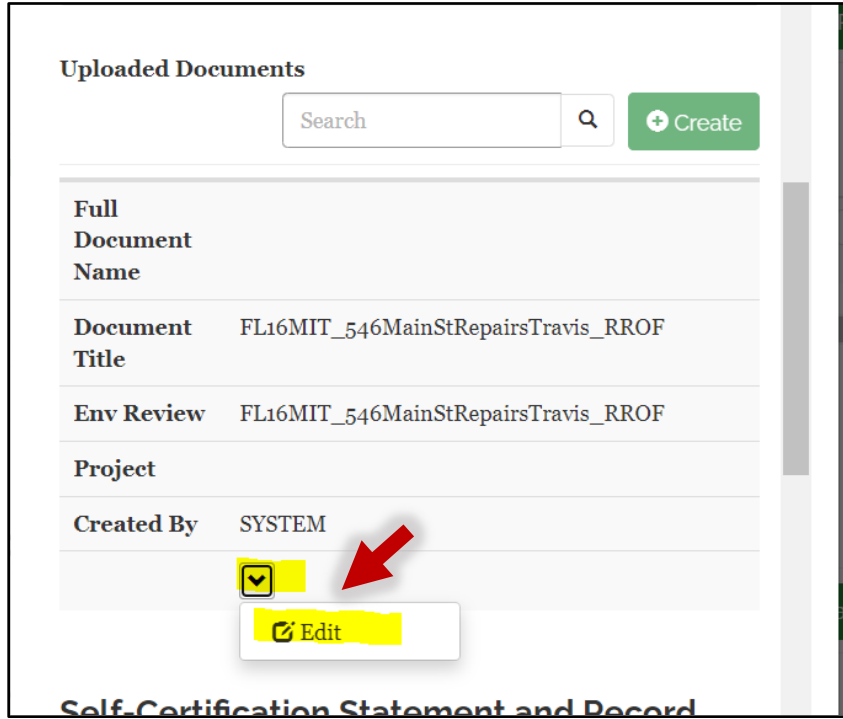 Uploaded Documents
Search
Create
Full
Document
Name
Document FL16MIT_546MainStRepairsTravis_RROF
Title
Env Review FL16MIT_546MainStRepairsTravis_RROF
Project
Created By SYSTEM
Edit
Self-Certification Statement and Record